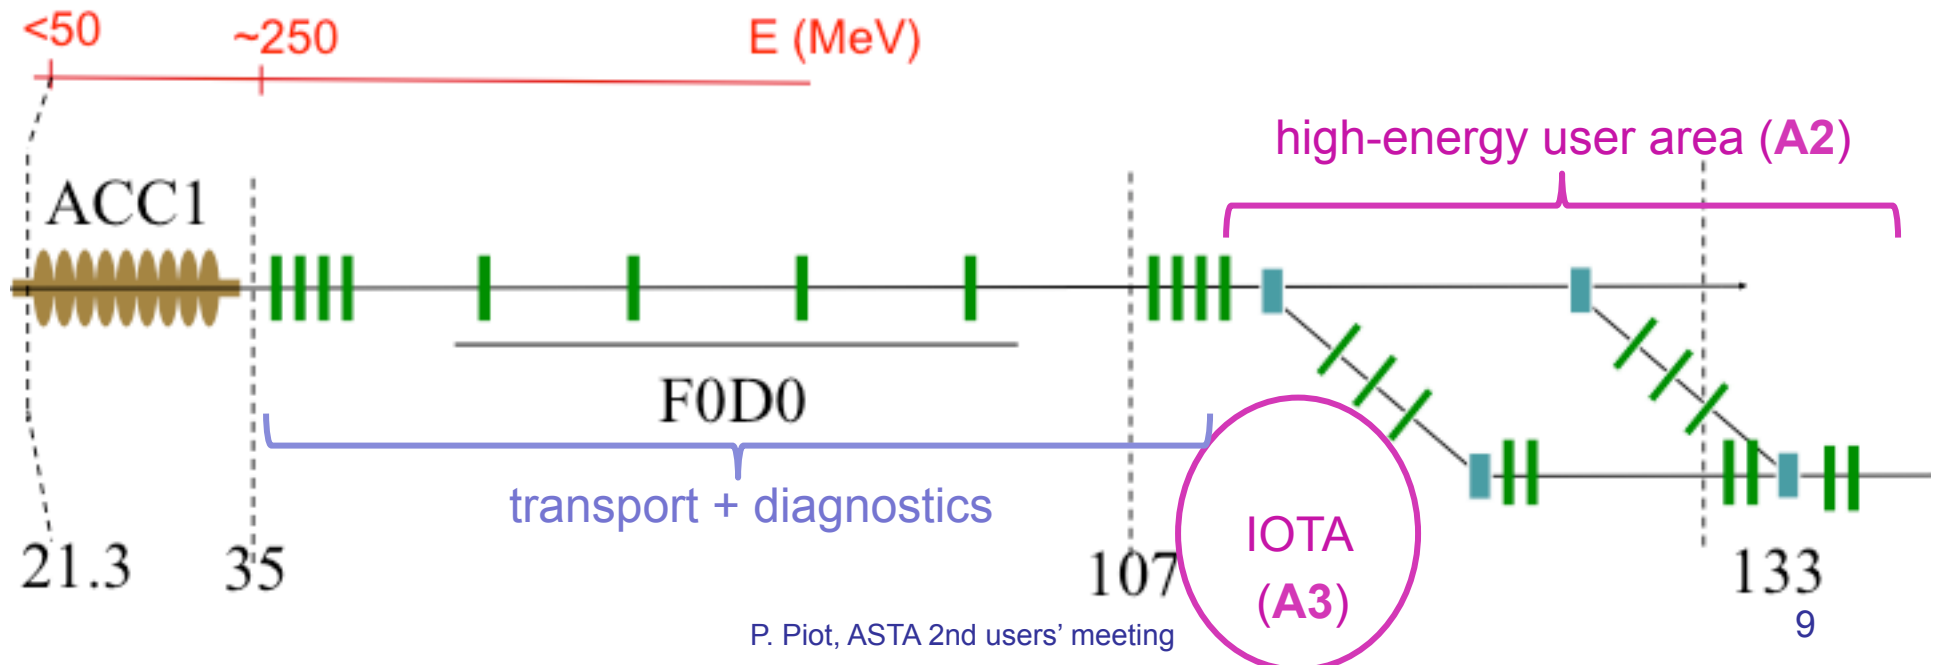 <50
~250
E (MeV)
high-energy user area (A2)
ACC1
F0D0
transport + diagnostics
IOTA
(A3)
21.3
35
107
133
P. Piot, ASTA 2nd users’ meeting
9